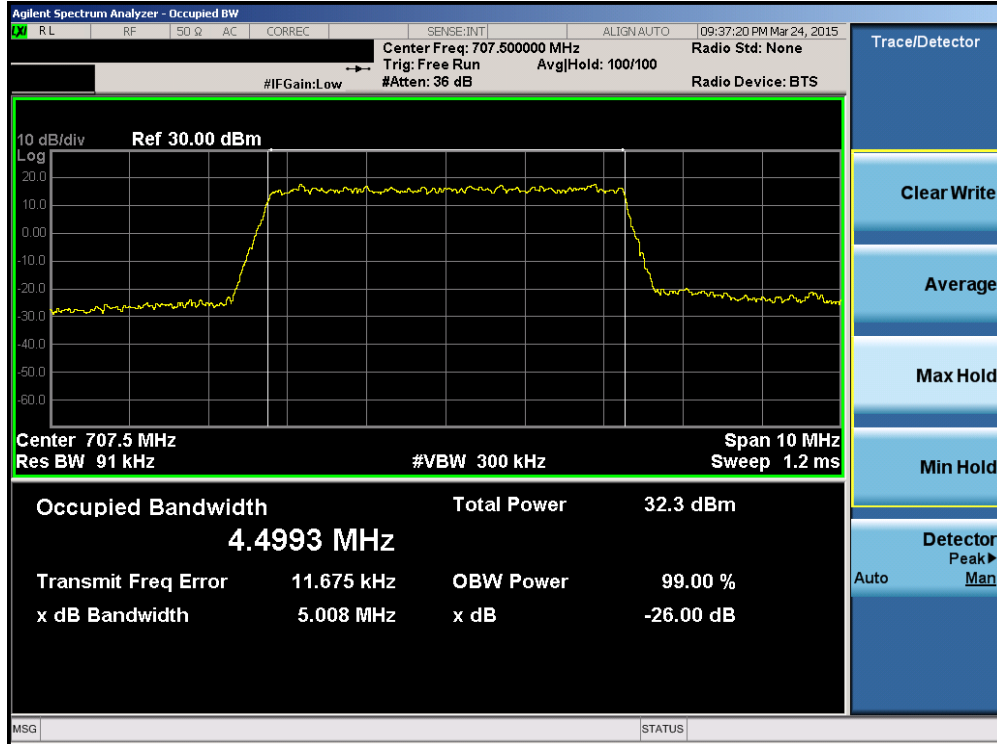 Agilent Spectrum Analyzer - Occupied BW
LXI RL RF 50 Ω AC CORREC SENSE:INT ALIGN AUTO 09:37:20 PM Mar 24, 2015
Center Freq: 707.500000 MHz Radio Std: None
Trig: Free Run Avg|Hold: 100/100
#IFGain:Low #Atten: 36 dB Radio Device: BTS
10 dB/div Ref 30.00 dBm
Log
20.0
10.0
0.00
-10.0
-20.0
-30.0
-40.0
-50.0
-60.0
Center 707.5 MHz Span 10 MHz
Res BW 91 kHz #VBW 300 kHz Sweep 1.2 ms
Occupied Bandwidth Total Power 32.3 dBm
4.4993 MHz
Transmit Freq Error 11.675 kHz OBW Power 99.00 %
x dB Bandwidth 5.008 MHz x dB -26.00 dB
Trace/Detector
Clear Write
Average
Max Hold
Min Hold
Detector
Peak▶
Auto Man
MSG STATUS